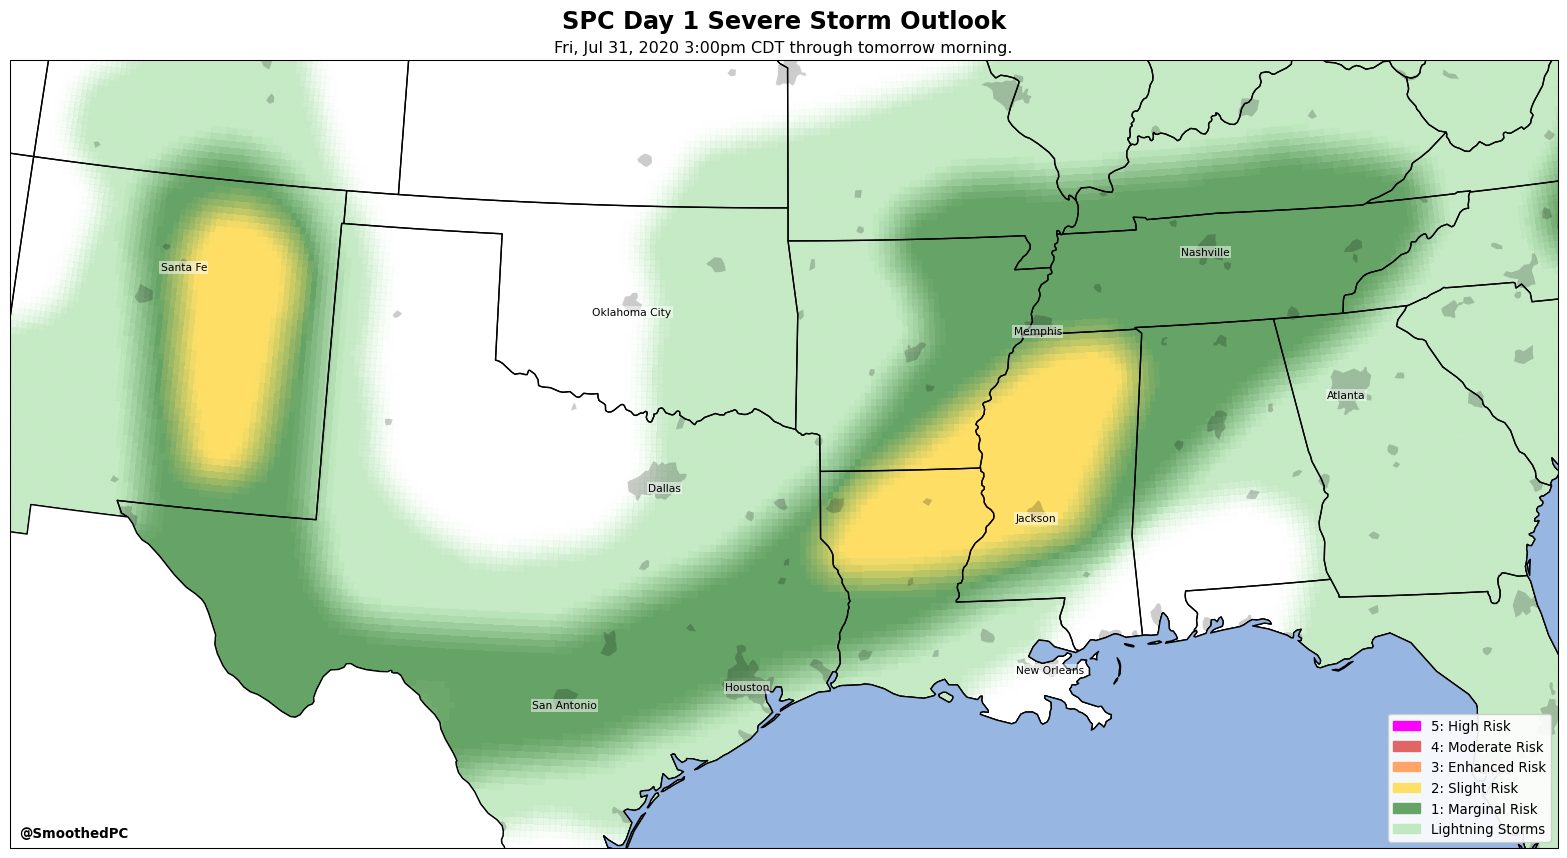 SPC Day 1 Severe Storm Outlook
Fri, Jul 31, 2020 3:00pm CDT through tomorrow morning.
Santa Fe
Nashville
Oklahoma City
Memphis
Atlanta
Dallas
Jackson
New Orleans
Houston
San Antonio
5: High Risk
4: Moderate Risk
3: Enhanced Risk
2: Slight Risk
1: Marginal Risk
Lightning Storms
@SmoothedPC